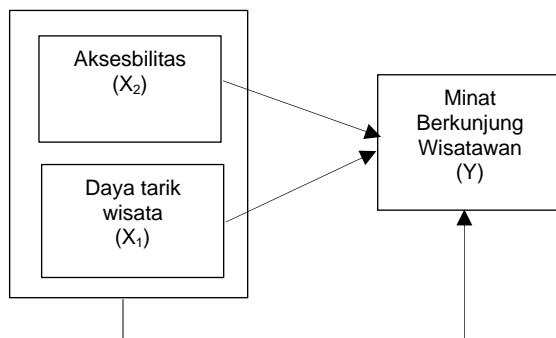 Aksesbilitas
(X₂)
Daya tarik
wisata
(X₁)
Minat
Berkunjung
Wisatawan
(Y)